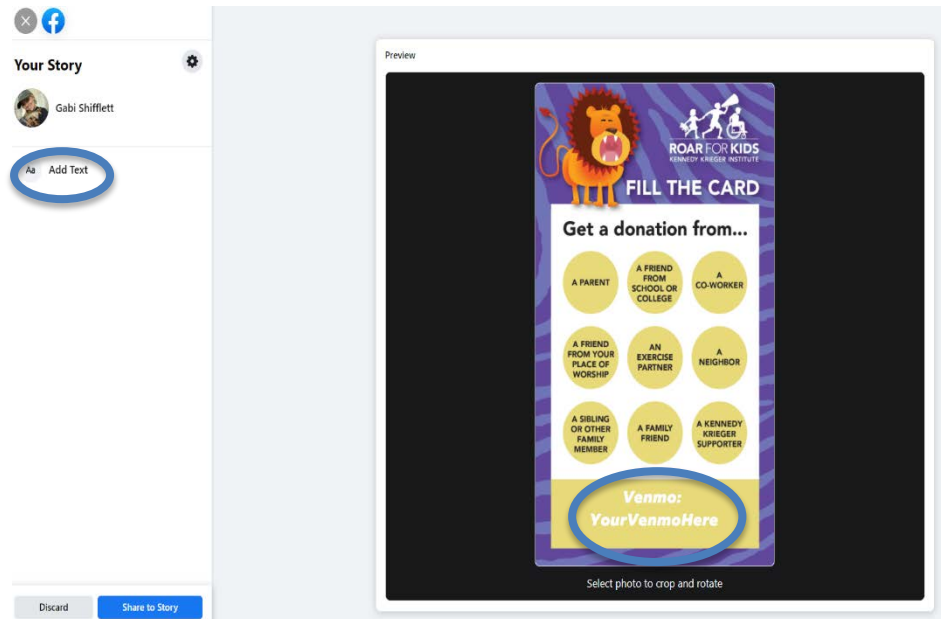 Your Story
Gabi Shifflett
Aa Add Text
Discard
Share to Story
Preview
ROAR FOR KIDS
KENNEDY KRIEGER INSTITUTE
FILL THE CARD
Get a donation from...
A PARENT
A FRIEND
FROM
SCHOOL OR
COLLEGE
A
CO-WORKER
A FRIEND
FROM YOUR
PLACE OF
WORSHIP
AN
EXERCISE
PARTNER
A
NEIGHBOR
A SIBLING
OR OTHER
FAMILY
MEMBER
A FAMILY
FRIEND
A KENNEDY
KRIEGER
SUPPORTER
Venmo:
YourVenmoHere
Select photo to crop and rotate